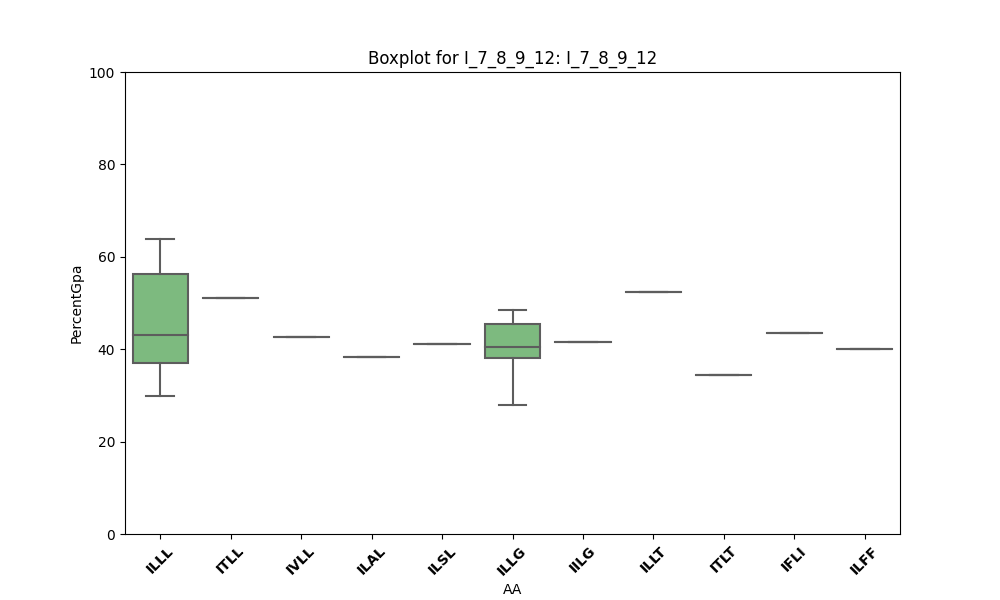 Boxplot for I_7_8_9_12: I_7_8_9_12
100
80
60
40
20
0
PercentGpa
ILLL ITLL IVLL ILAL ILSL ILLG IILG ILLT ITLT IFLI ILFF
AA